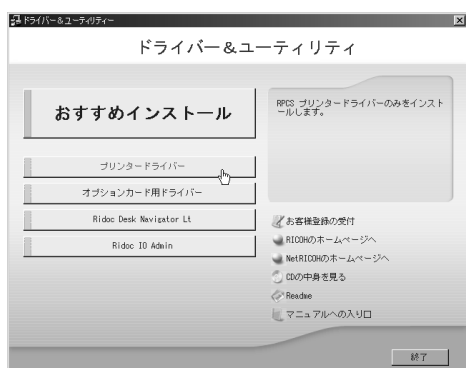 ドライバー&ユーティリティー
ドライバー&ユーティリティ
おすすめインストール
プリンタードライバー
オプションカード用ドライバー
Ridoc Desk Navigator Lt
Ridoc IO Admin
RPCS プリンタードライバーのみをインスト
ールします。
お客様登録の受付
RICOHのホームページへ
NetRICOHのホームページへ
CDの中身を見る
Readme
マニュアルへの入り口
終了